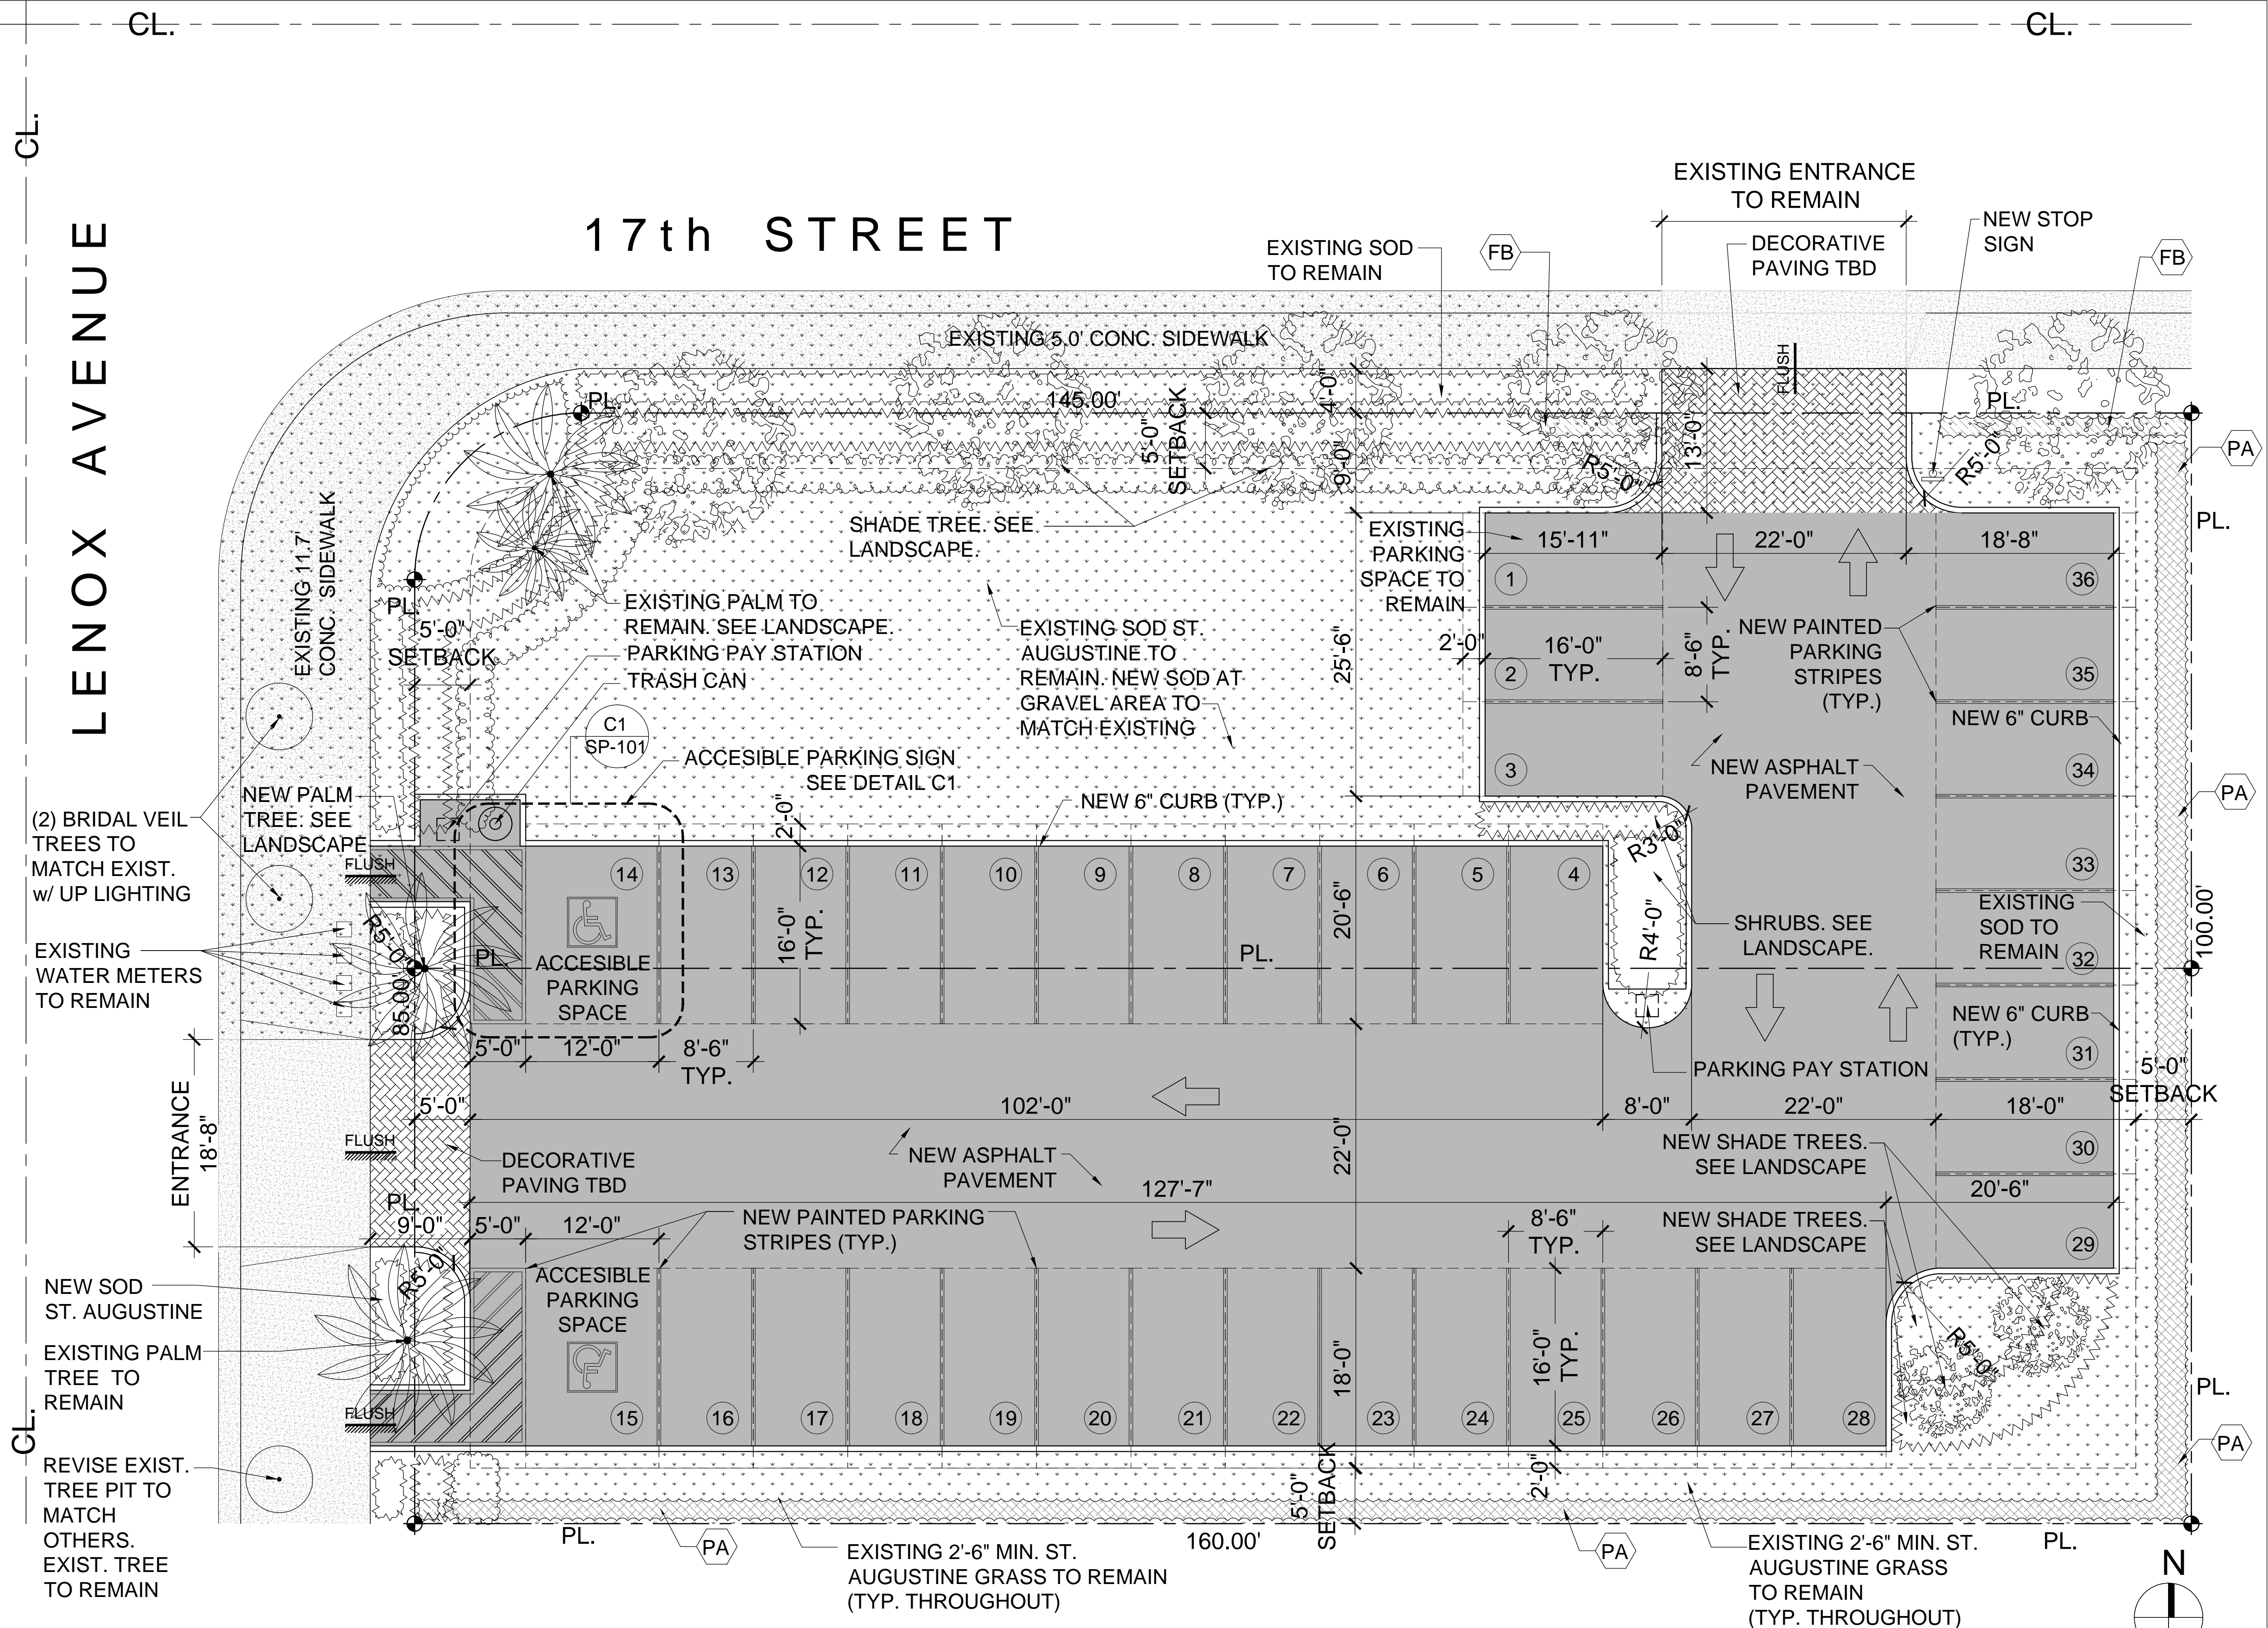 CL.
CL.
CL.
LENOX AVENUE
17th STREET
EXISTING ENTRANCE
TO REMAIN
NEW STOP
SIGN
DECORATIVE
PAVING TBD
EXISTING SOD
TO REMAIN
FB
FB
FLUSH
EXISTING 5.0' CONC. SIDEWALK
PL.
145.00'
4'-0"
5'-0"
SETBACK
9'-0"
R5'-0"
13'-0"
R5'-0"
PL.
PA
PL.
EXISTING 11.7'
CONC. SIDEWALK
SHADE TREE. SEE
LANDSCAPE.
EXISTING
PARKING
SPACE TO
REMAIN
15'-11"
22'-0"
18'-8"
1
36
PL.
5'-0"
SETBACK
EXISTING PALM TO
REMAIN. SEE LANDSCAPE.
PARKING PAY STATION
TRASH CAN
EXISTING SOD ST.
AUGUSTINE TO
REMAIN. NEW SOD AT
GRAVEL AREA TO
MATCH EXISTING
25'-6"
2'-0"
16'-0"
TYP.
8'-6"
TYP.
NEW PAINTED
PARKING
STRIPES
(TYP.)
2
35
NEW 6" CURB
C1
SP-101
ACCESIBLE PARKING SIGN
SEE DETAIL C1
3
NEW ASPHALT
PAVEMENT
34
PA
(2) BRIDAL VEIL
TREES TO
MATCH EXIST.
w/ UP LIGHTING
NEW PALM
TREE. SEE
LANDSCAPE
FLUSH
2'-0"
NEW 6" CURB (TYP.)
R3'-0"
14
13
12
11
10
9
8
7
6
5
4
33
16'-0"
TYP.
20'-6"
R4'-0"
SHRUBS. SEE
LANDSCAPE.
EXISTING
SOD TO
REMAIN
32
100.00'
EXISTING
WATER METERS
TO REMAIN
R5'-0"
PL.
85.00'
ACCESIBLE
PARKING
SPACE
PL.
NEW 6" CURB
(TYP.)
31
5'-0"
SETBACK
5'-0"
12'-0"
8'-6"
TYP.
PARKING PAY STATION
ENTRANCE
18'-8"
5'-0"
102'-0"
8'-0"
22'-0"
18'-0"
FLUSH
DECORATIVE
PAVING TBD
NEW ASPHALT
PAVEMENT
22'-0"
NEW SHADE TREES.
SEE LANDSCAPE
30
PL.
127'-7"
20'-6"
9'-0"
5'-0"
12'-0"
NEW PAINTED PARKING
STRIPES (TYP.)
8'-6"
TYP.
NEW SHADE TREES.
SEE LANDSCAPE
29
NEW SOD
ST. AUGUSTINE
R5'-0"
ACCESIBLE
PARKING
SPACE
EXISTING PALM
TREE TO
REMAIN
18'-0"
16'-0"
TYP.
R5'-0"
PL.
FLUSH
CL.
15
16
17
18
19
20
21
22
23
24
25
26
27
28
PA
REVISE EXIST.
TREE PIT TO
MATCH
OTHERS.
EXIST. TREE
TO REMAIN
5'-0"
SETBACK
2'-0"
PL.
PA
160.00'
PA
PL.
EXISTING 2'-6" MIN. ST.
AUGUSTINE GRASS TO REMAIN
(TYP. THROUGHOUT)
EXISTING 2'-6" MIN. ST.
AUGUSTINE GRASS
TO REMAIN
(TYP. THROUGHOUT)
N